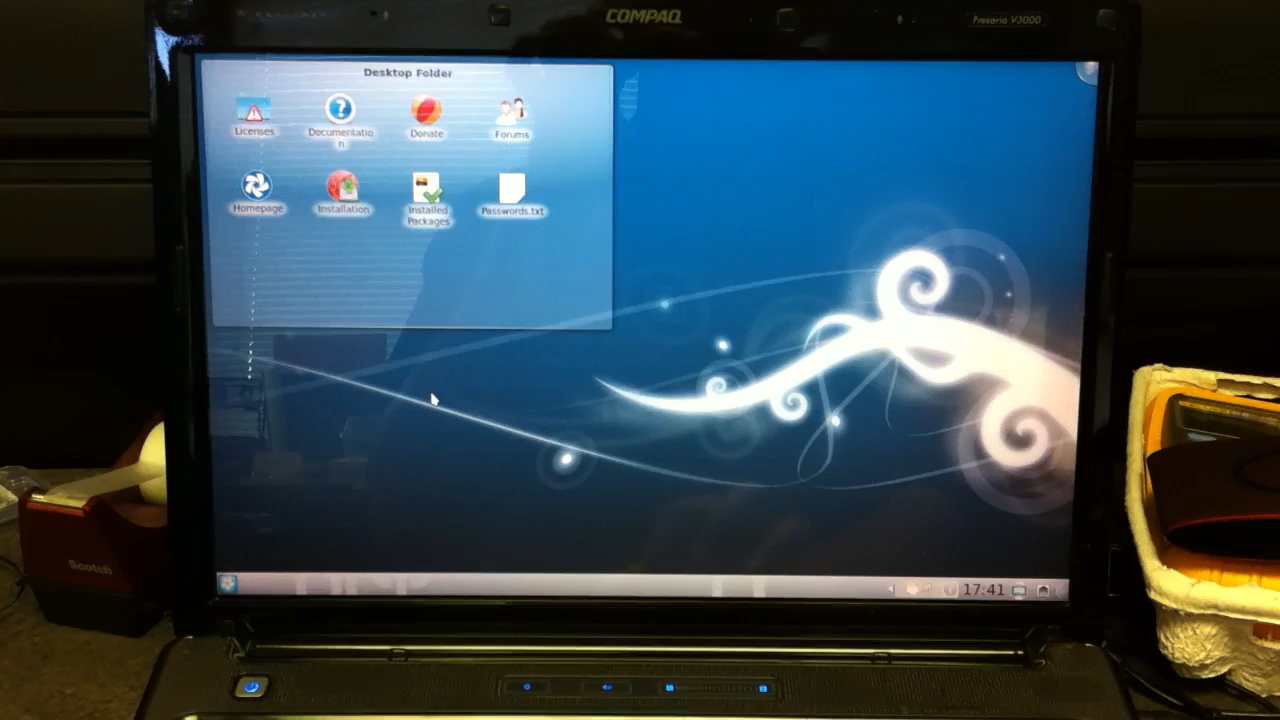 COMPAQ
Presario V3000
Desktop Folder
Licenses
Documentatio
n
Donate
Forums
Homepage
Installation
Installed
Packages
Passwords.txt
Scotch
17:41